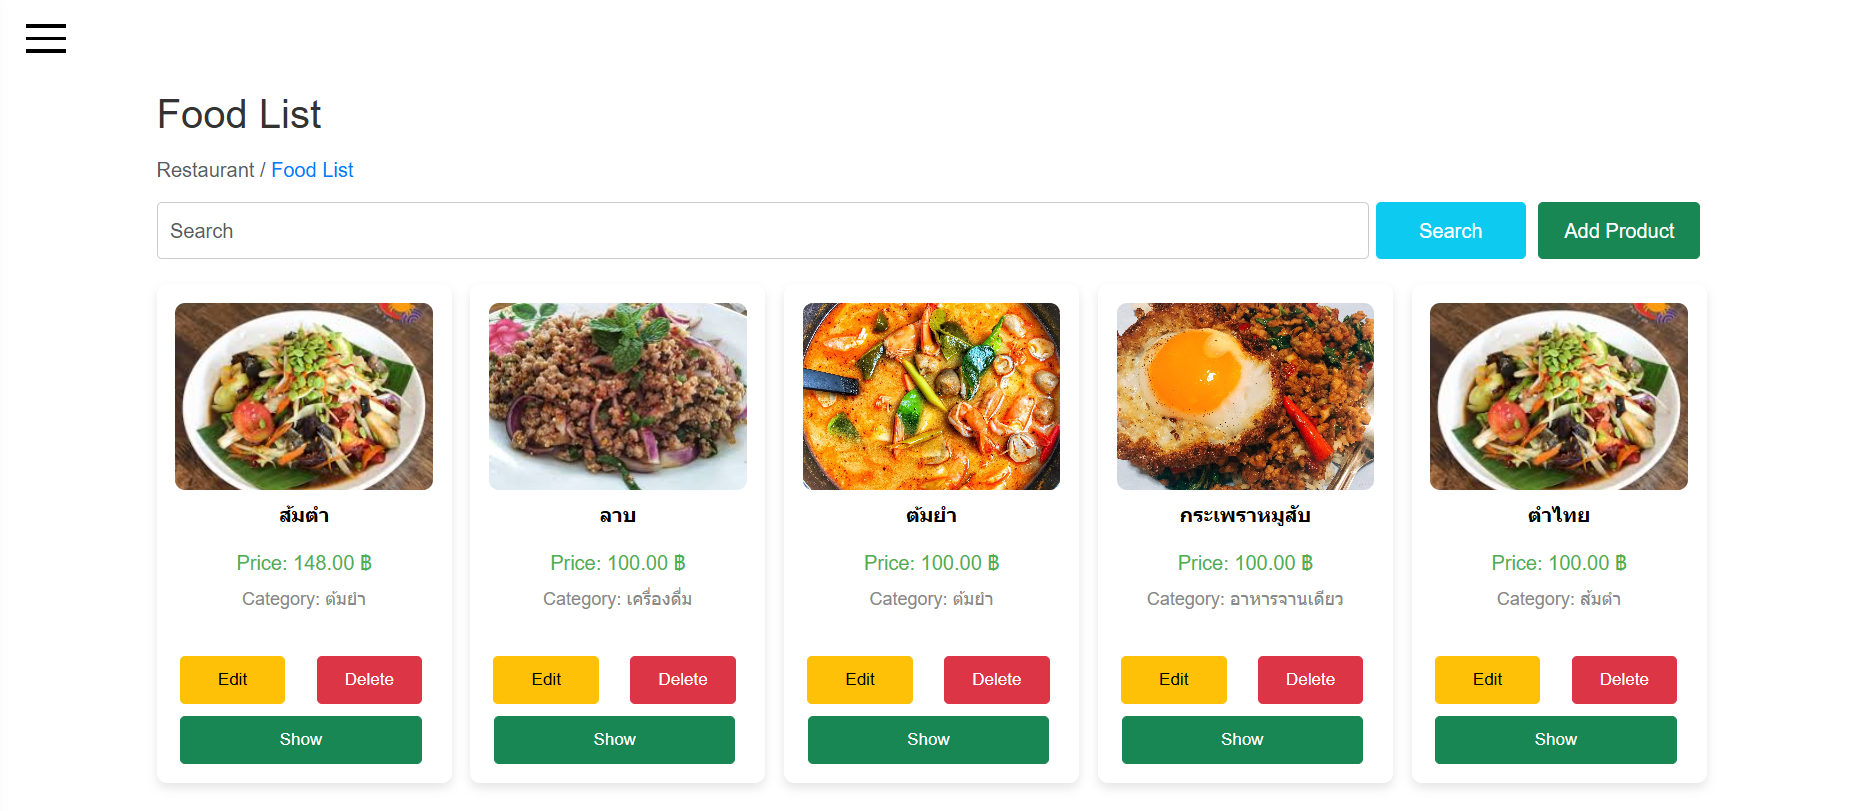 Food List
Restaurant / Food List
Search
Search
Add Product
ส้มตำ
Price: 148.00 ฿
Category: ต้มยำ
Edit
Delete
Show
ลาบ
Price: 100.00 ฿
Category: เครื่องดื่ม
Edit
Delete
Show
ต้มยำ
Price: 100.00 ฿
Category: ต้มยำ
Edit
Delete
Show
กระเพราหมูสับ
Price: 100.00 ฿
Category: อาหารจานเดียว
Edit
Delete
Show
ตำไทย
Price: 100.00 ฿
Category: ส้มตำ
Edit
Delete
Show